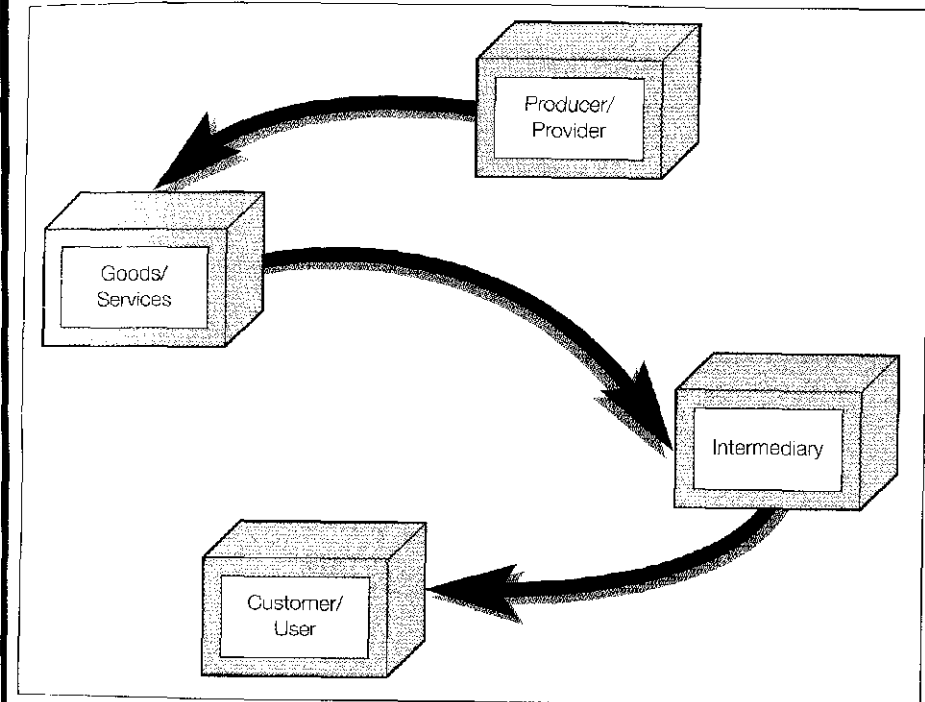 Producer/
Provider
Goods/
Services
Intermediary
Customer/
User